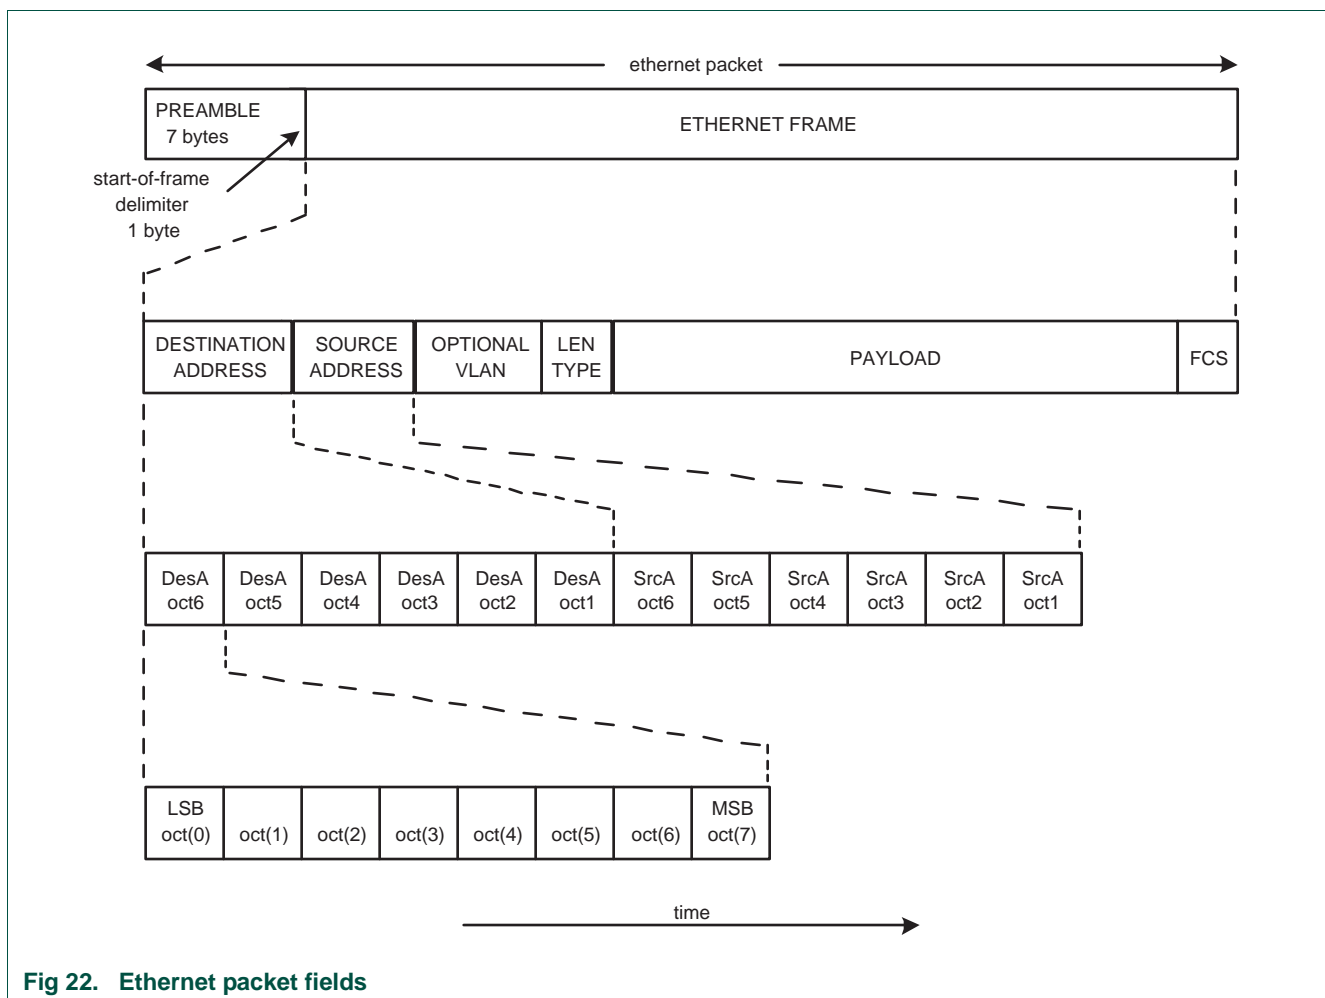 ethernet packet
PREAMBLE
7 bytes
ETHERNET FRAME
start-of-frame
delimiter
1 byte
DESTINATION
ADDRESS
SOURCE
ADDRESS
OPTIONAL
VLAN
LEN
TYPE
PAYLOAD
FCS
DesA
oct6
DesA
oct5
DesA
oct4
DesA
oct3
DesA
oct2
DesA
oct1
SrcA
oct6
SrcA
oct5
SrcA
oct4
SrcA
oct3
SrcA
oct2
SrcA
oct1
LSB
oct(0)
oct(1)
oct(2)
oct(3)
oct(4)
oct(5)
oct(6)
MSB
oct(7)
time
Fig 22. Ethernet packet fields